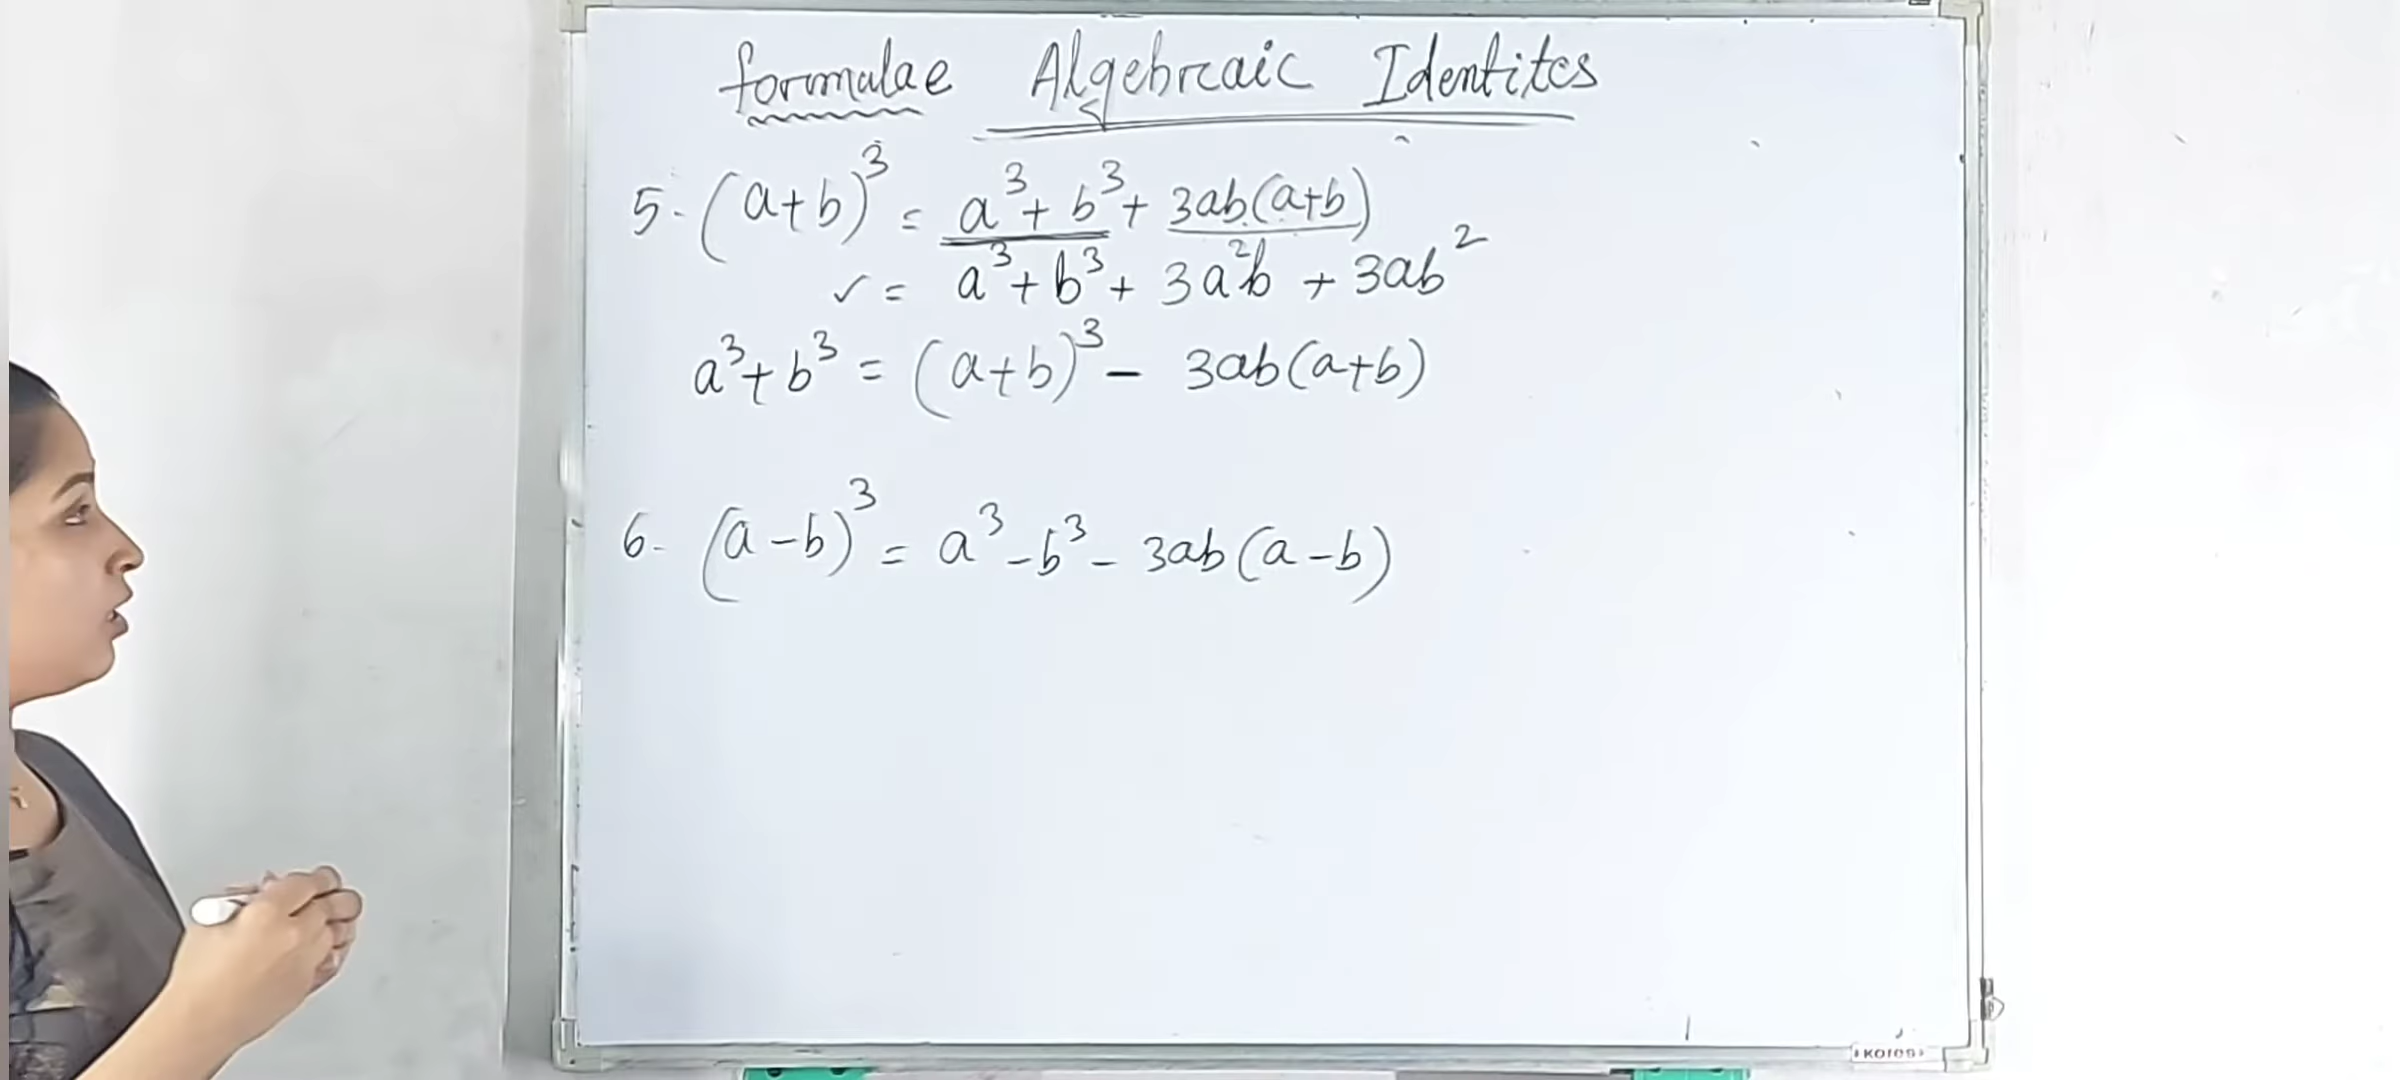 formulae Algebraic Identites
5. (a+b)³ = a³ + b³ + 3ab(a+b)
✓ = a³ + b³ + 3a²b + 3ab²
a³ + b³ = (a+b)³ - 3ab(a+b)
6- (a-b)³ = a³ - b³ - 3ab(a-b)
Kores